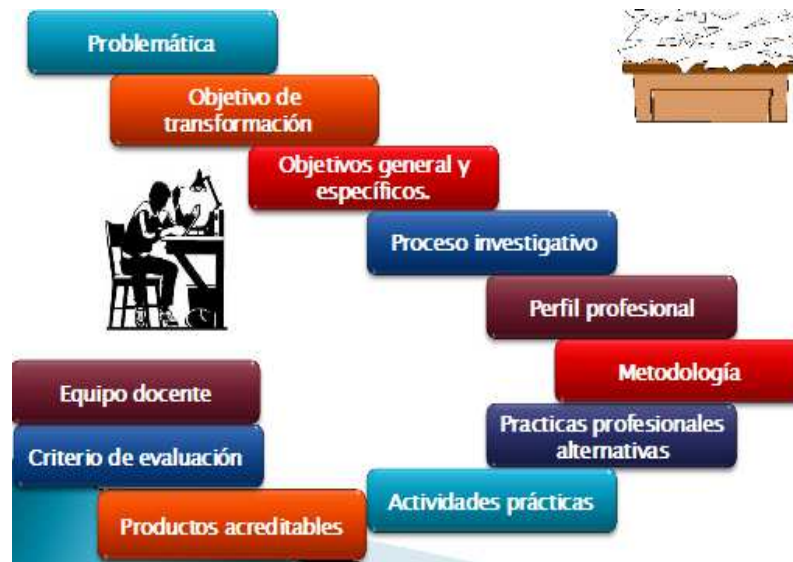 Problemática
Objetivo de
transformación
Objetivos general y
específicos.
Proceso investigativo
Perfil profesional
Metodología
Practicas profesionales
alternativas
Actividades prácticas
Productos acreditables
Criterio de evaluación
Equipo docente